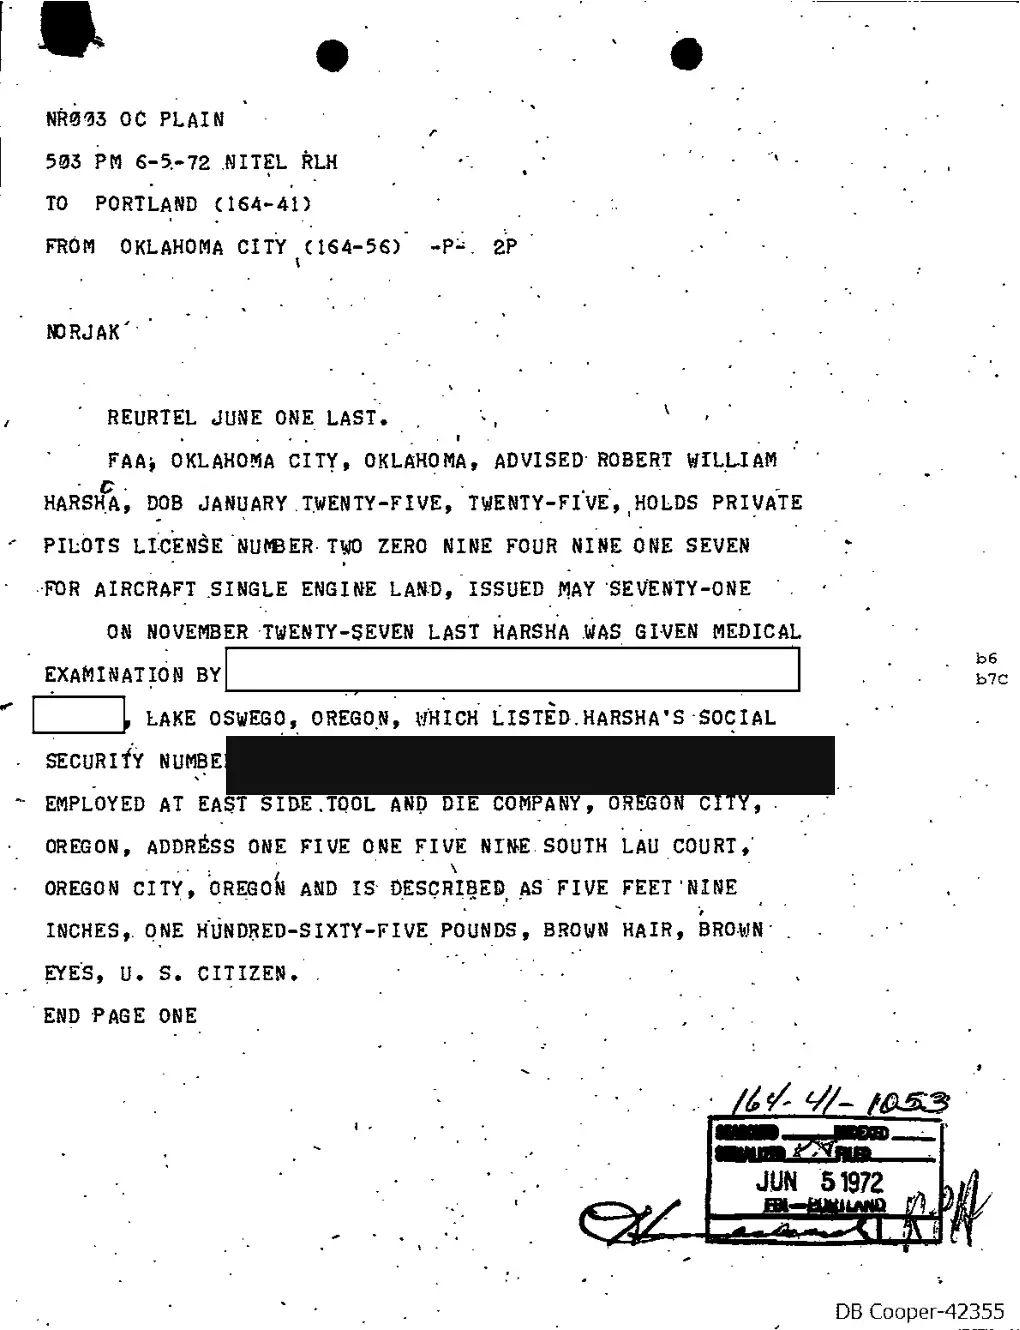 NR003 OC PLAIN
503 PM 6-5-72 NITEL RLH
TO PORTLAND (164-41)
FROM OKLAHOMA CITY (164-56) -P- 2P
NORJAK
REURTEL JUNE ONE LAST.
FAA, OKLAHOMA CITY, OKLAHOMA, ADVISED ROBERT WILLIAM
C
HARSHA, DOB JANUARY TWENTY-FIVE, TWENTY-FIVE, HOLDS PRIVATE
PILOTS LICENSE NUMBER TWO ZERO NINE FOUR NINE ONE SEVEN
FOR AIRCRAFT SINGLE ENGINE LAND, ISSUED MAY SEVENTY-ONE
ON NOVEMBER TWENTY-SEVEN LAST HARSHA WAS GIVEN MEDICAL
EXAMINATION BY
b6
b7C
, LAKE OSWEGO, OREGON, WHICH LISTED HARSHA'S SOCIAL
SECURITY NUMBE
EMPLOYED AT EAST SIDE TOOL AND DIE COMPANY, OREGON CITY,
OREGON, ADDRESS ONE FIVE ONE FIVE NINE SOUTH LAU COURT,
OREGON CITY, OREGON AND IS DESCRIBED AS FIVE FEET NINE
INCHES, ONE HUNDRED-SIXTY-FIVE POUNDS, BROWN HAIR, BROWN
EYES, U. S. CITIZEN.
END PAGE ONE
164-41-1053
SEARCHED INDEXED
SERIALIZED FILED
JUN 5 1972
FBI—PORTLAND
DB Cooper-42355